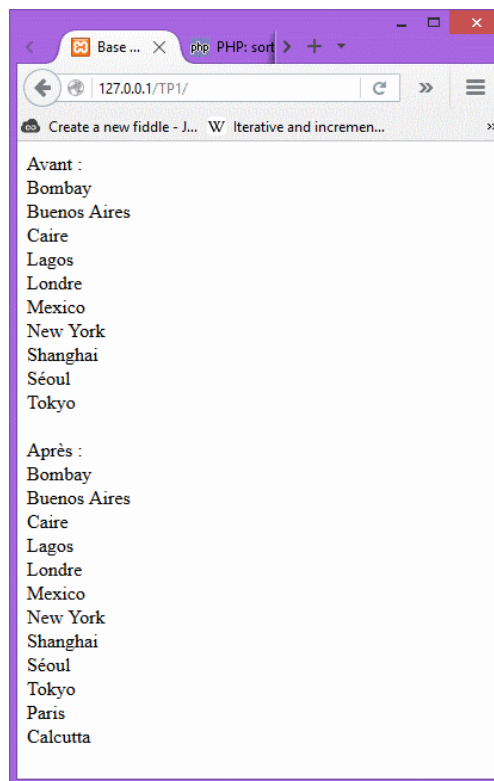 Base ...
php PHP: sort
127.0.0.1/TP1/
Create a new fiddle - J... W Iterative and incremen...
Avant :
Bombay
Buenos Aires
Caire
Lagos
Londre
Mexico
New York
Shanghai
Séoul
Tokyo
Après :
Bombay
Buenos Aires
Caire
Lagos
Londre
Mexico
New York
Shanghai
Séoul
Tokyo
Paris
Calcutta